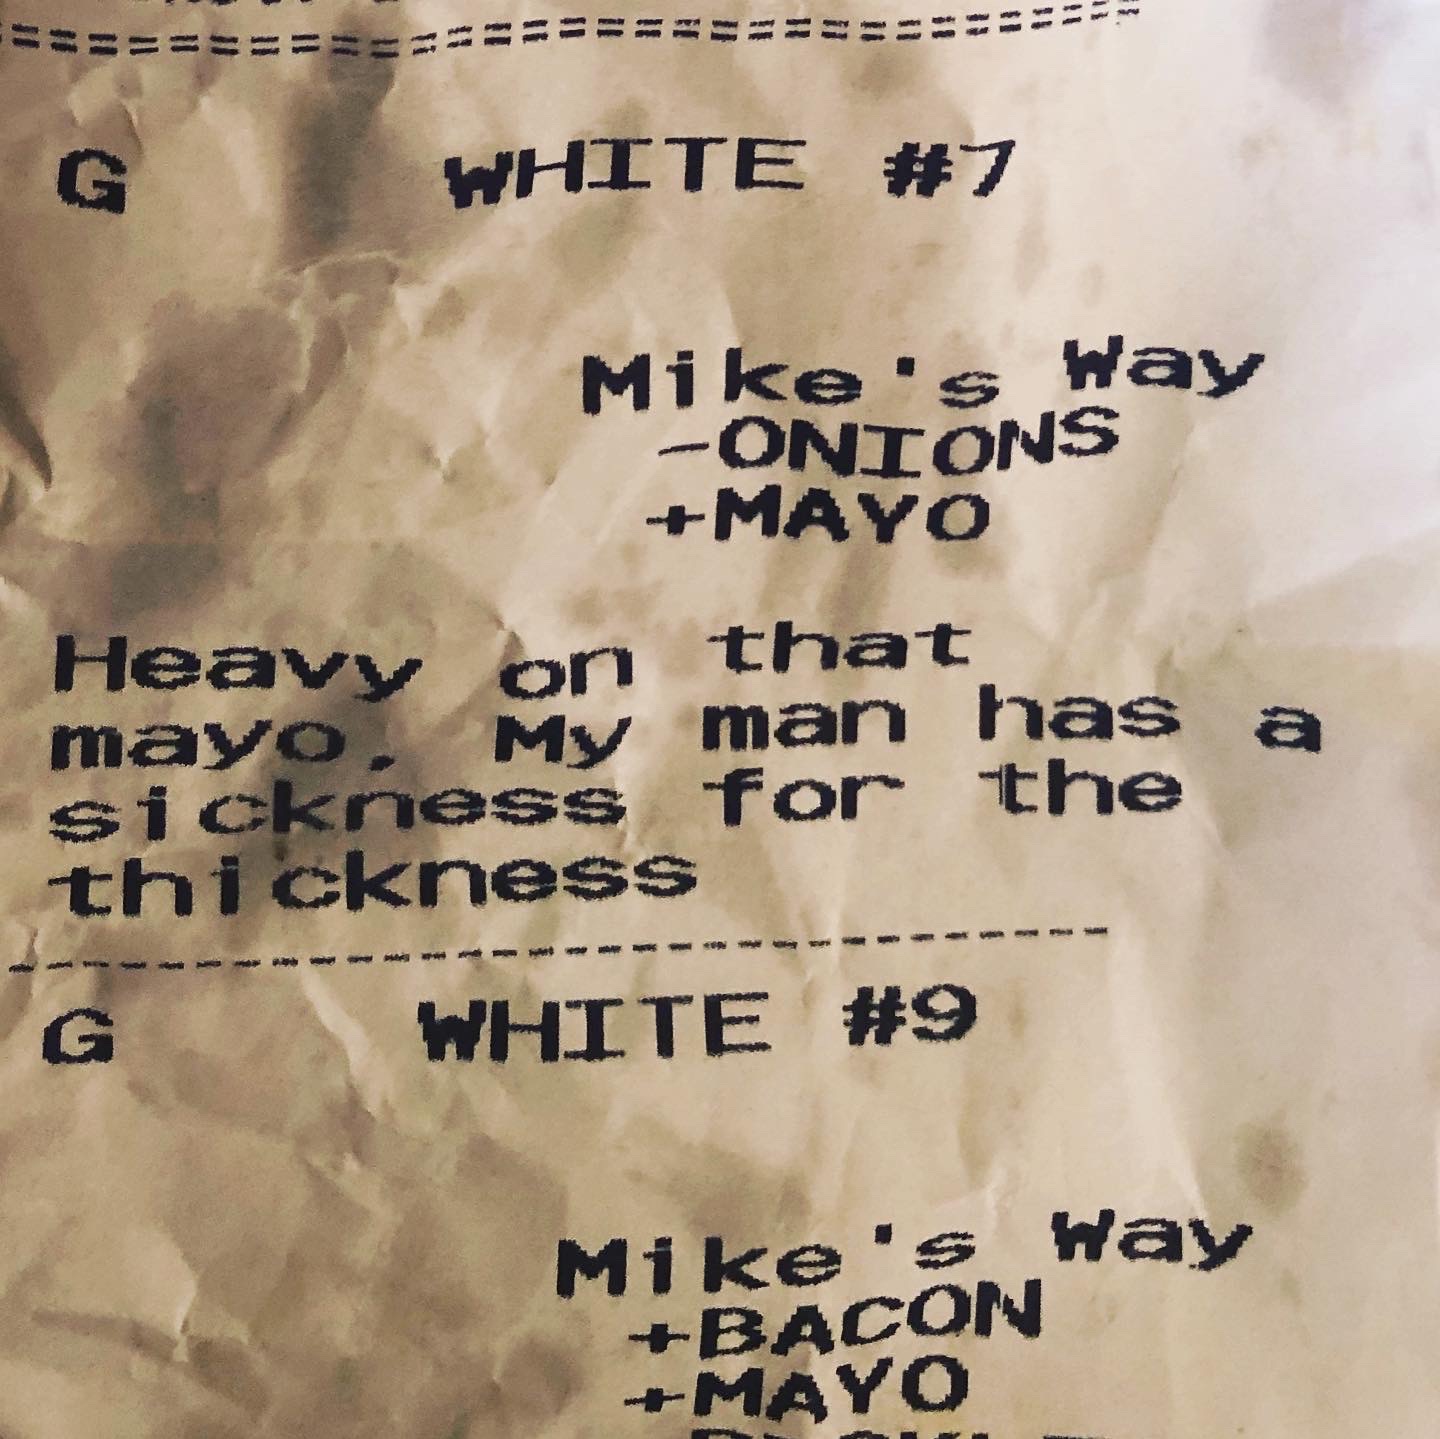 ======================
G WHITE #7
Mike's Way
-ONIONS
+MAYO
Heavy on that
mayo. My man has a
sickness for the
thickness
------------------------------
G WHITE #9
Mike's Way
+BACON
+MAYO